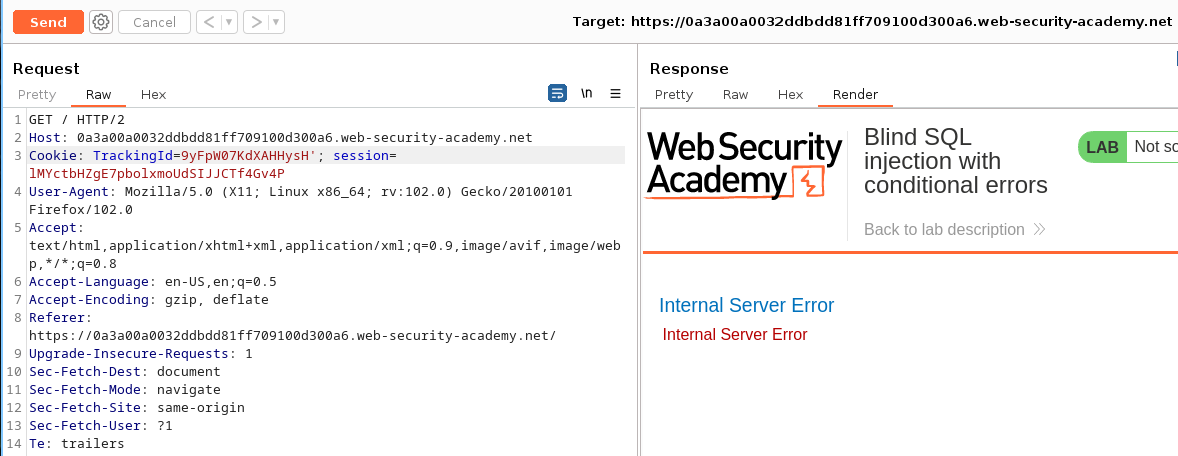 Send
Cancel
Target: https://0a3a00a0032ddbdd81ff709100d300a6.web-security-academy.net
Request
Pretty Raw Hex
\n
1 GET / HTTP/2
2 Host: 0a3a00a0032ddbdd81ff709100d300a6.web-security-academy.net
3 Cookie: TrackingId=9yFpW07KdXAHHysH'; session=
lMYctbHZgE7pbolxmoUdSIJJCTf4Gv4P
4 User-Agent: Mozilla/5.0 (X11; Linux x86_64; rv:102.0) Gecko/20100101
Firefox/102.0
5 Accept:
text/html,application/xhtml+xml,application/xml;q=0.9,image/avif,image/web
p,*/*;q=0.8
6 Accept-Language: en-US,en;q=0.5
7 Accept-Encoding: gzip, deflate
8 Referer:
https://0a3a00a0032ddbdd81ff709100d300a6.web-security-academy.net/
9 Upgrade-Insecure-Requests: 1
10 Sec-Fetch-Dest: document
11 Sec-Fetch-Mode: navigate
12 Sec-Fetch-Site: same-origin
13 Sec-Fetch-User: ?1
14 Te: trailers
Response
Pretty Raw Hex Render
WebSecurity
Academy
Blind SQL
injection with
conditional errors
Back to lab description
LAB Not so
Internal Server Error
Internal Server Error